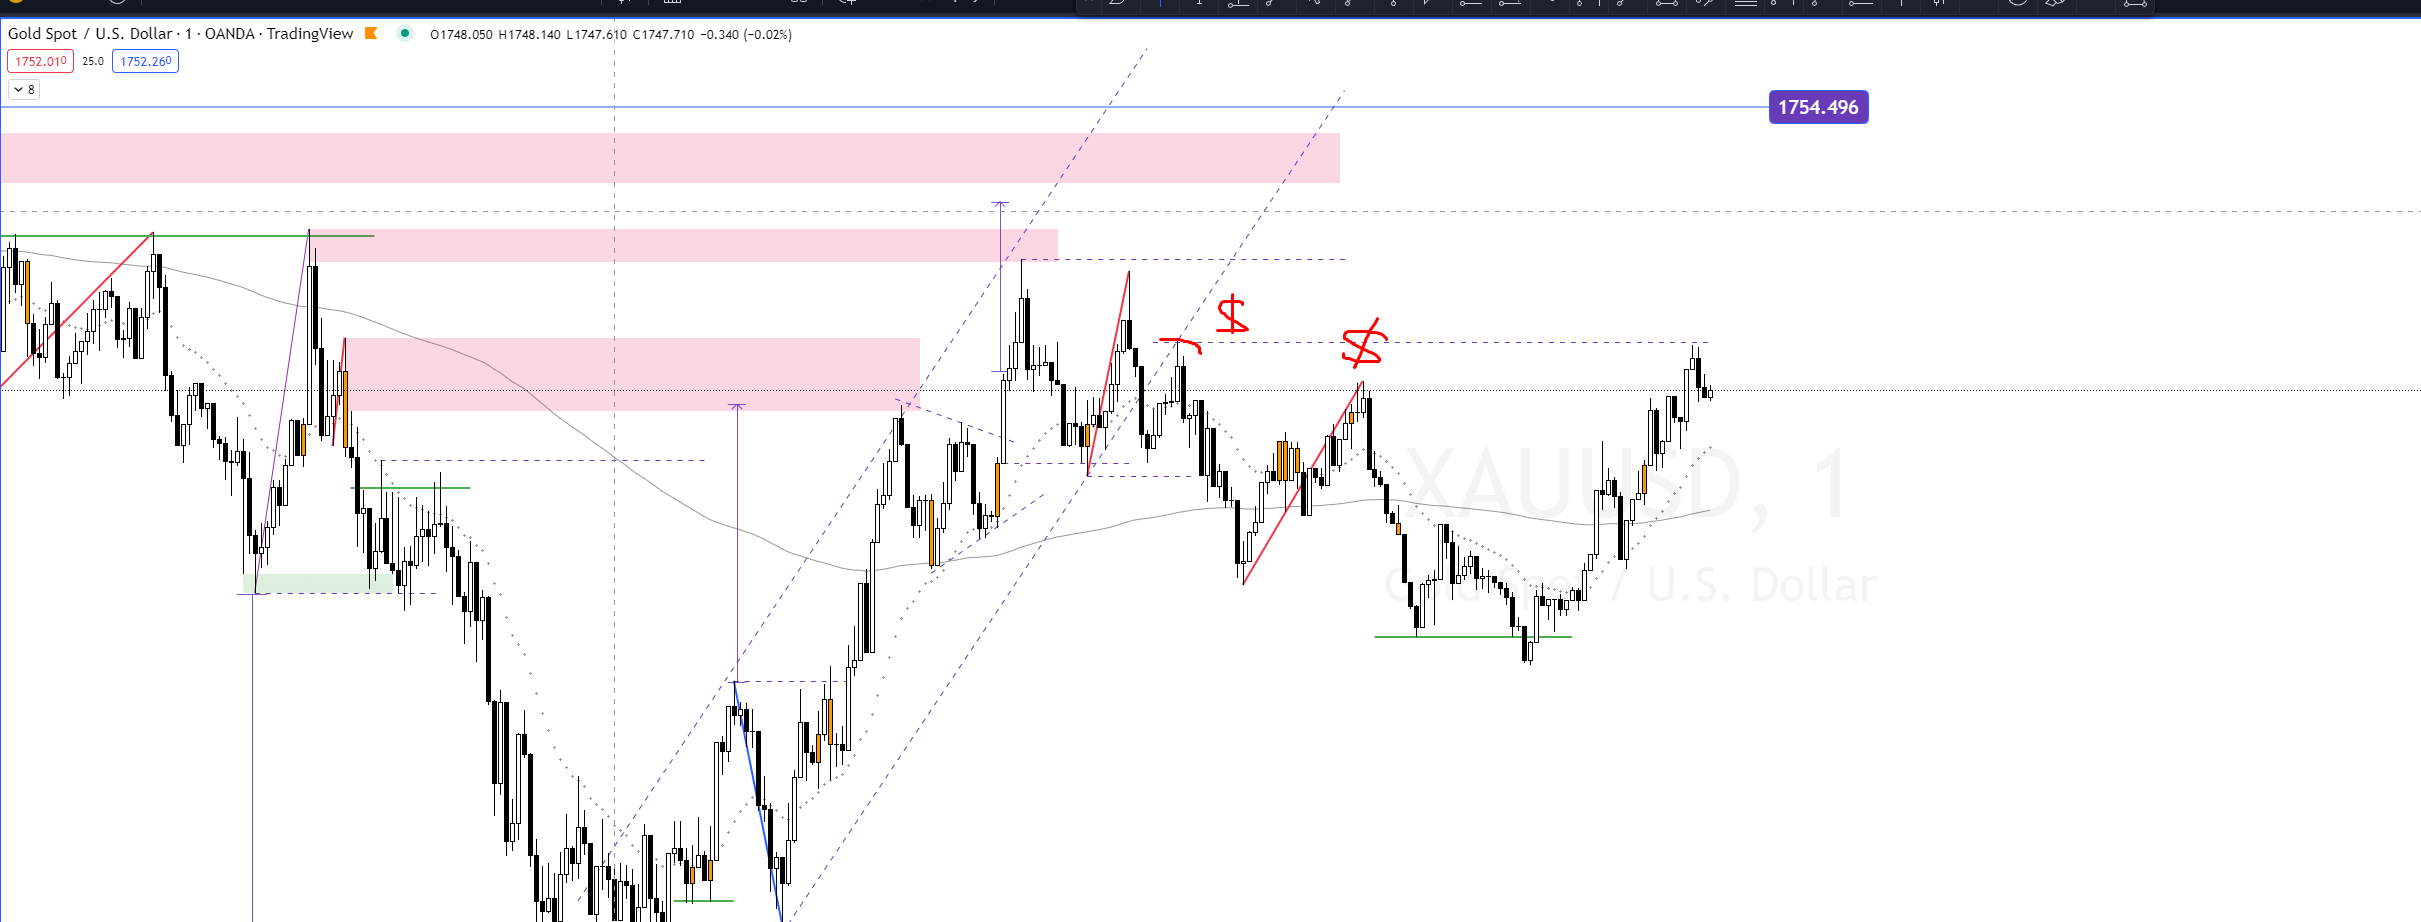 Gold Spot / U.S. Dollar · 1 · OANDA · TradingView O1748.050 H1748.140 L1747.610 C1747.710 −0.340 (−0.02%)
1752.010 25.0 1752.260
8
1754.496
$
$
XAUUSD, 1
Gold Spot / U.S. Dollar